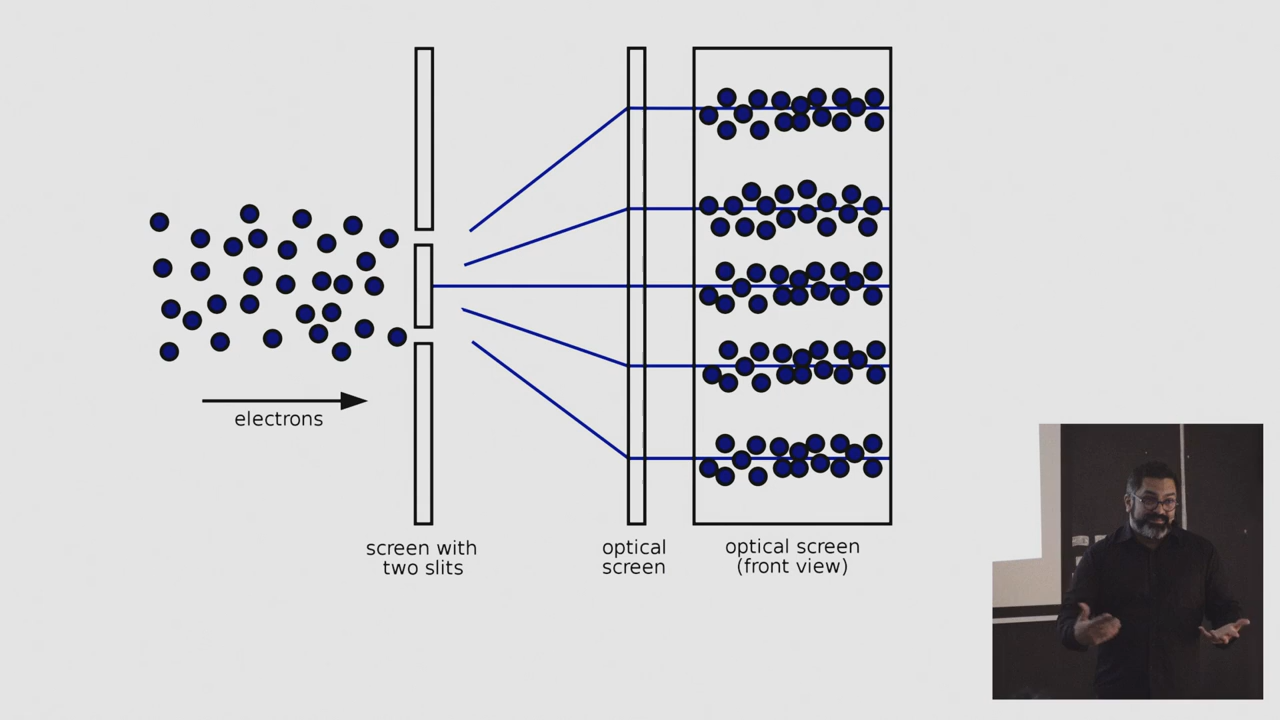 electrons
screen with
two slits
optical
screen
optical screen
(front view)